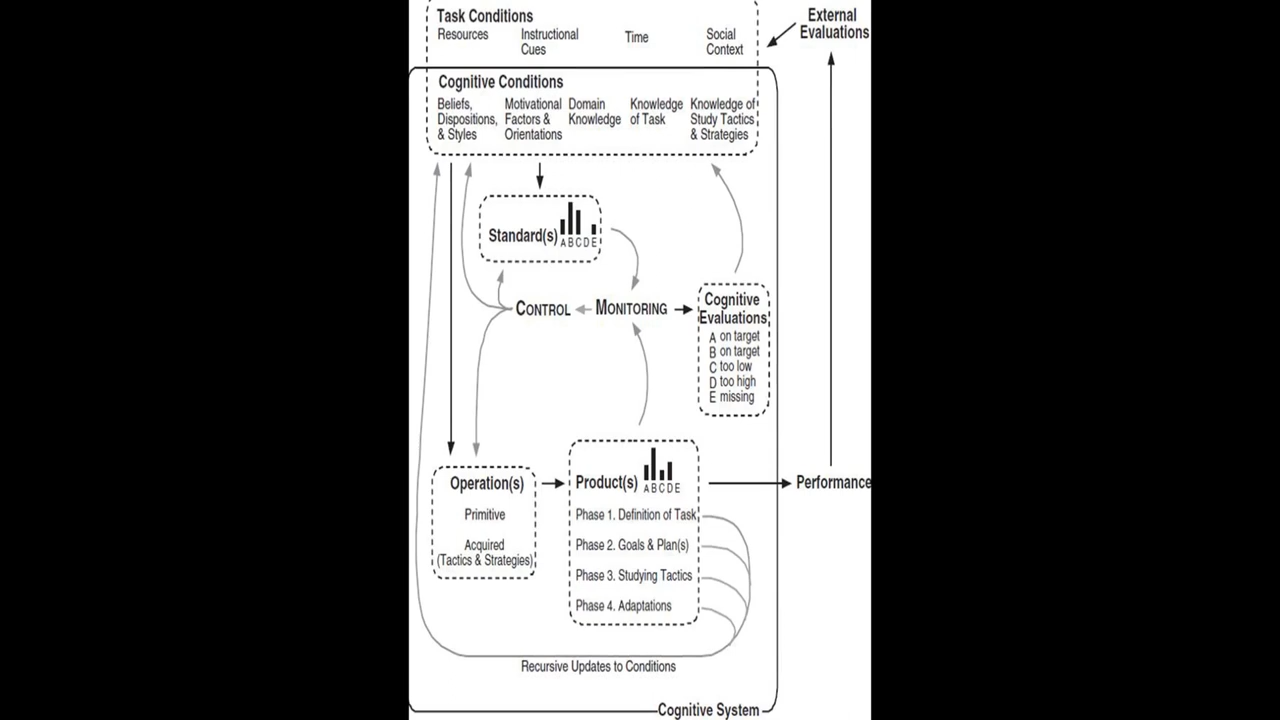 Task Conditions
External
Evaluations
Resources
Instructional
Cues
Time
Social
Context
Cognitive Conditions
Beliefs,
Dispositions,
& Styles
Motivational
Factors &
Orientations
Domain
Knowledge
Knowledge
of Task
Knowledge of
Study Tactics
& Strategies
Standard(s)
A B C D E
CONTROL
MONITORING
Cognitive
Evaluations
A on target
B on target
C too low
D too high
E missing
Operation(s)
Primitive
Acquired
(Tactics & Strategies)
Product(s)
A B C D E
Phase 1. Definition of Task
Phase 2. Goals & Plan(s)
Phase 3. Studying Tactics
Phase 4. Adaptations
Performance
Recursive Updates to Conditions
Cognitive System